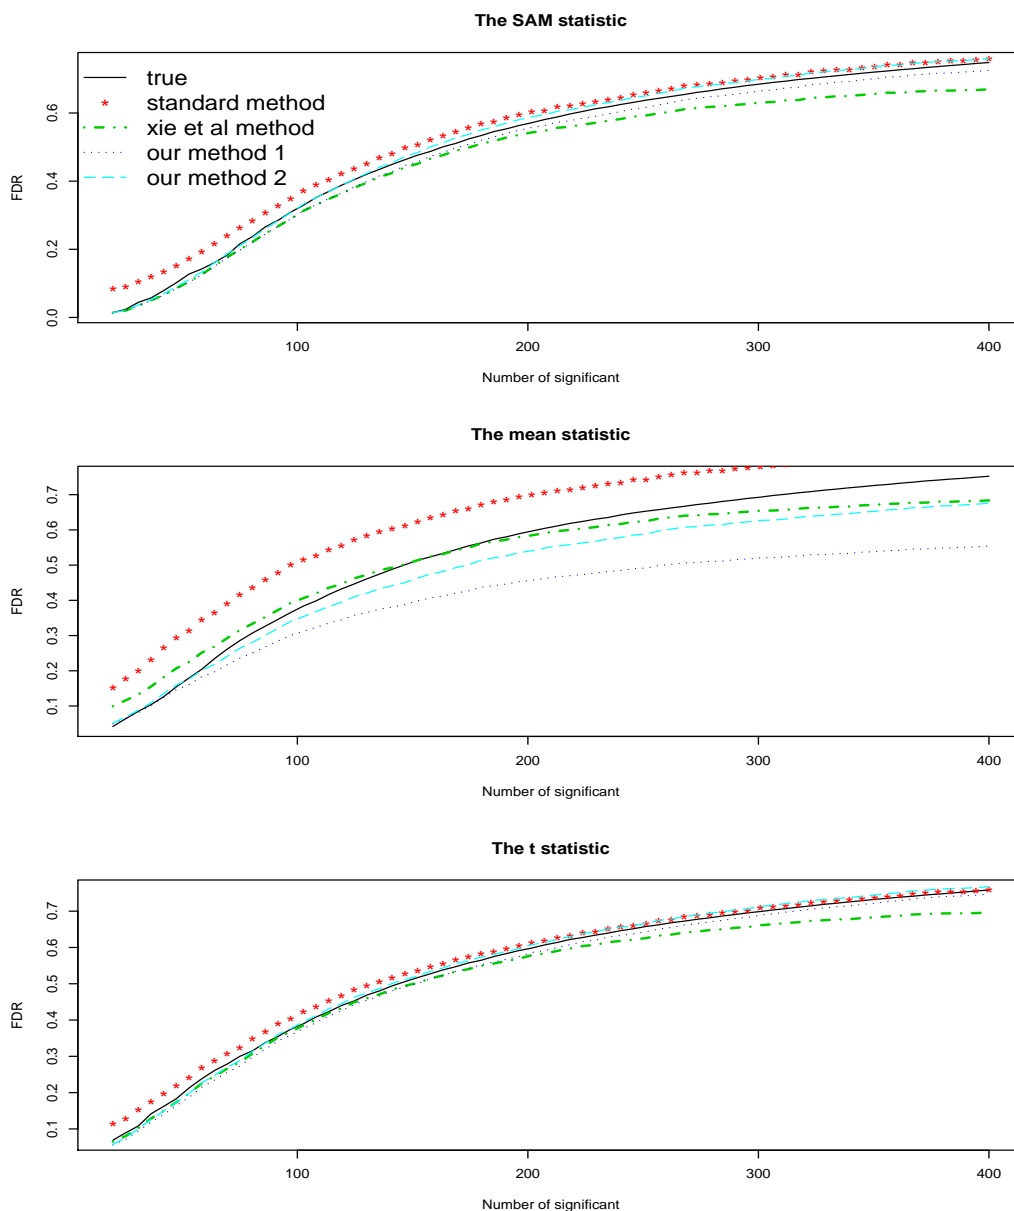 The SAM statistic
true
standard method
xie et al method
our method 1
our method 2
FDR
0.0
0.2
0.4
0.6
100
200
300
400
Number of significant
The mean statistic
FDR
0.1
0.2
0.3
0.4
0.5
0.6
0.7
100
200
300
400
Number of significant
The t statistic
FDR
0.1
0.2
0.3
0.4
0.5
0.6
0.7
100
200
300
400
Number of significant